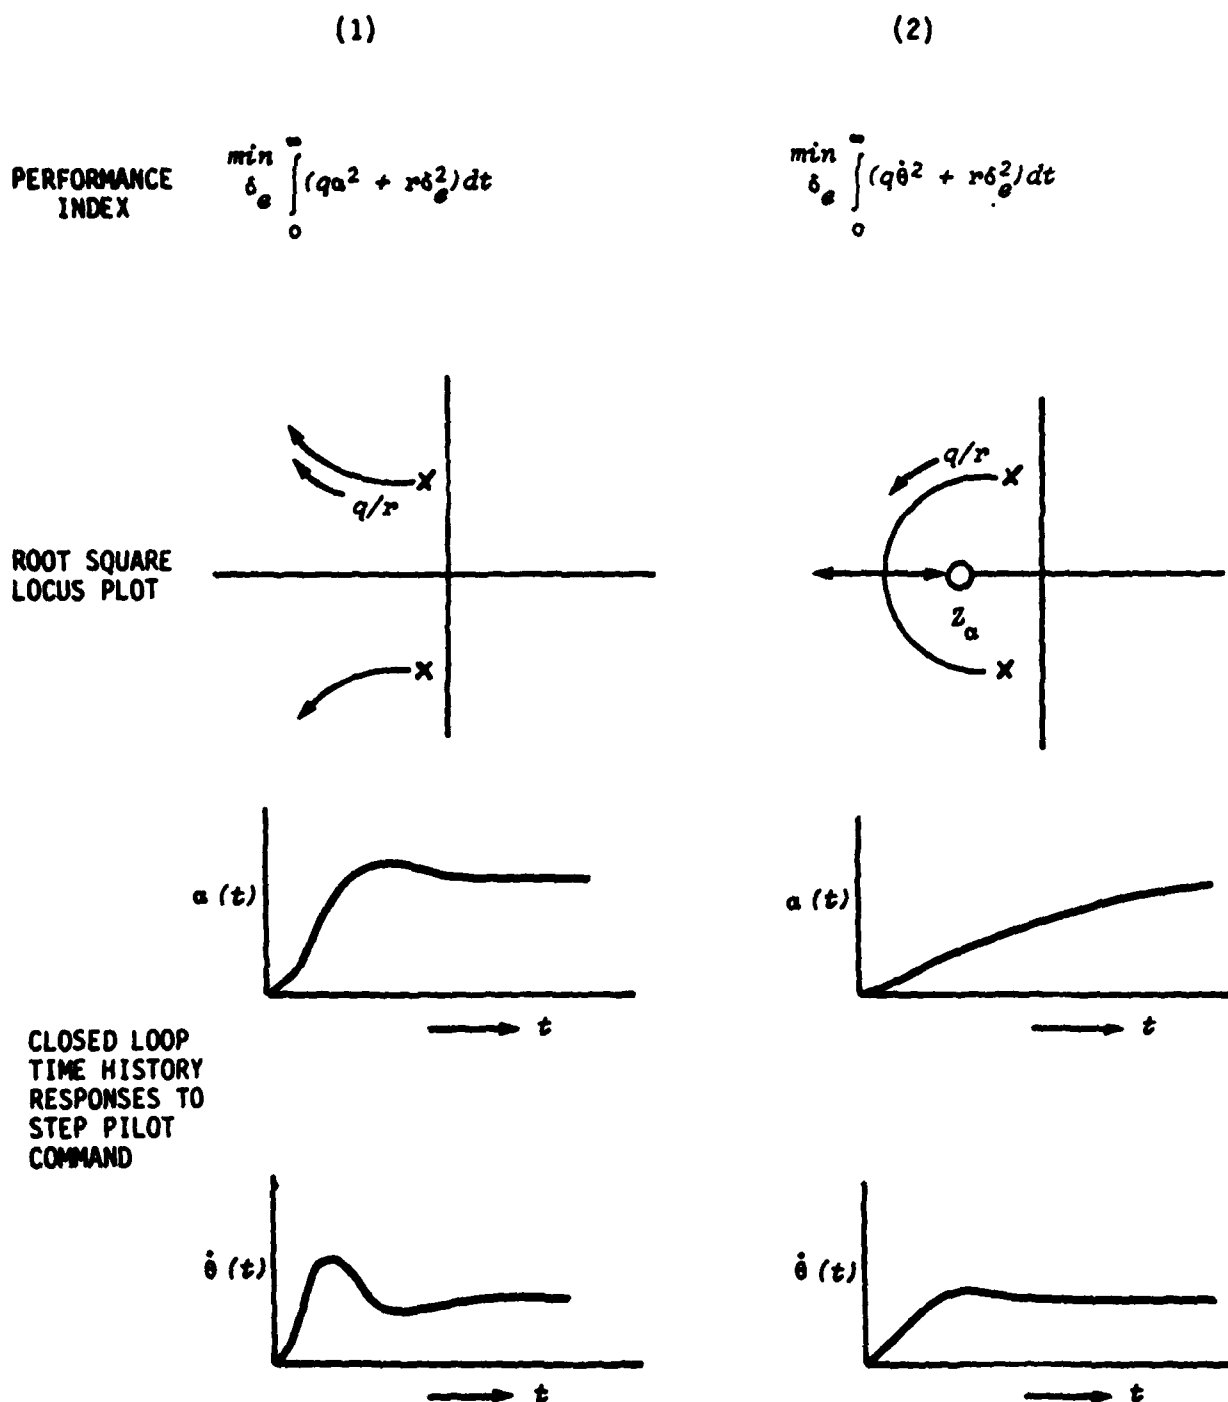 (1) (2)
PERFORMANCE
INDEX
min ∞
δe ∫ (qα² + rδe²)dt
0
min ∞
δe ∫ (qθ̇² + rδe²)dt
0
ROOT SQUARE
LOCUS PLOT
q/r
q/r
Zα
α(t)
t
α(t)
t
CLOSED LOOP
TIME HISTORY
RESPONSES TO
STEP PILOT
COMMAND
θ̇(t)
t
θ̇(t)
t